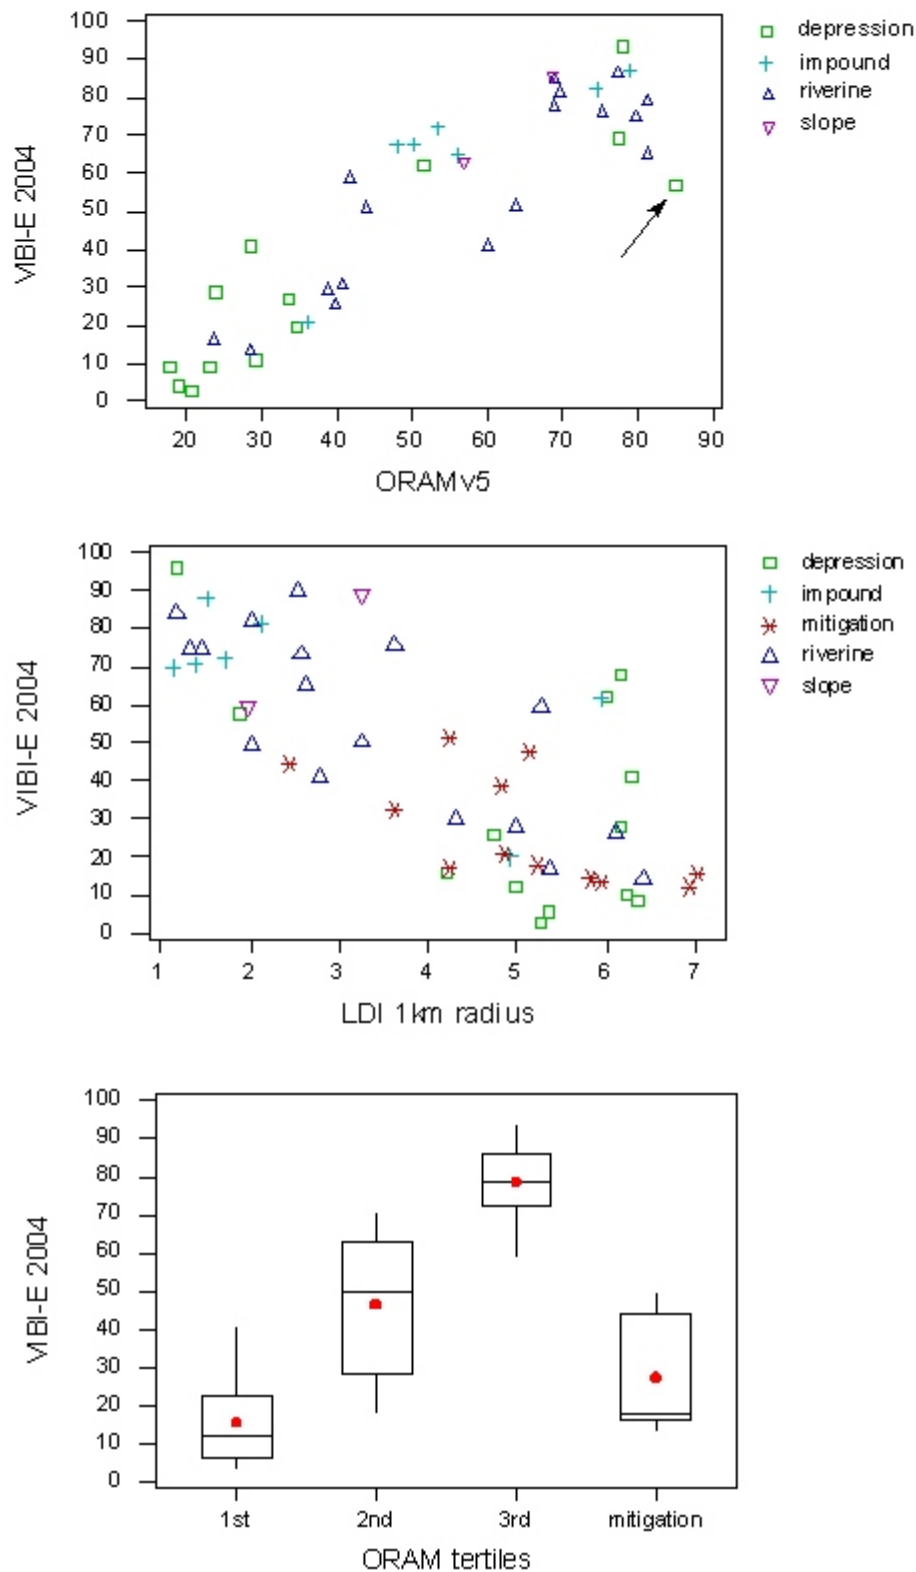 100
90
80
70
60
50
40
30
20
10
0
VIBI-E 2004
20 30 40 50 60 70 80 90
ORAMv5
depression
impound
riverine
slope
100
90
80
70
60
50
40
30
20
10
0
VIBI-E 2004
1 2 3 4 5 6 7
LDI 1km radius
depression
impound
mitigation
riverine
slope
100
90
80
70
60
50
40
30
20
10
0
VIBI-E 2004
1st 2nd 3rd mitigation
ORAM tertiles